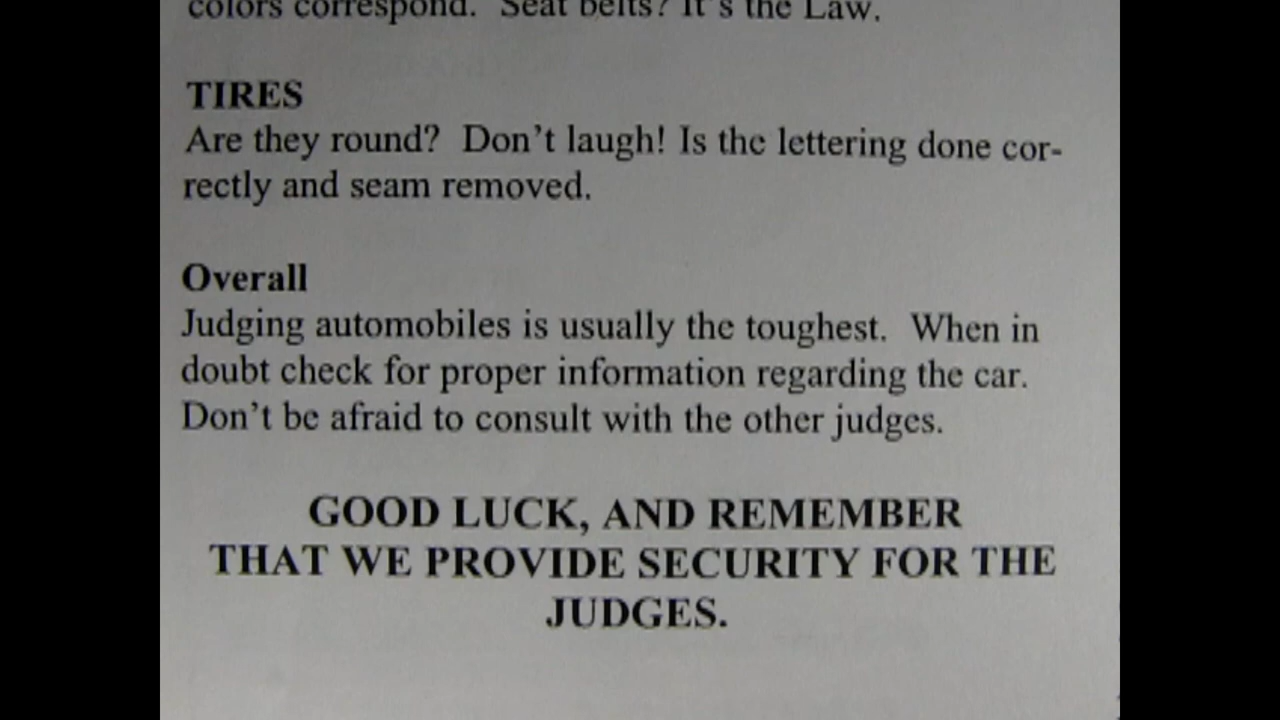 colors correspond.  Seat belts? It's the Law.
TIRES
Are they round?  Don't laugh! Is the lettering done cor-
rectly and seam removed.
Overall
Judging automobiles is usually the toughest.  When in
doubt check for proper information regarding the car.
Don't be afraid to consult with the other judges.
GOOD LUCK, AND REMEMBER
THAT WE PROVIDE SECURITY FOR THE
JUDGES.